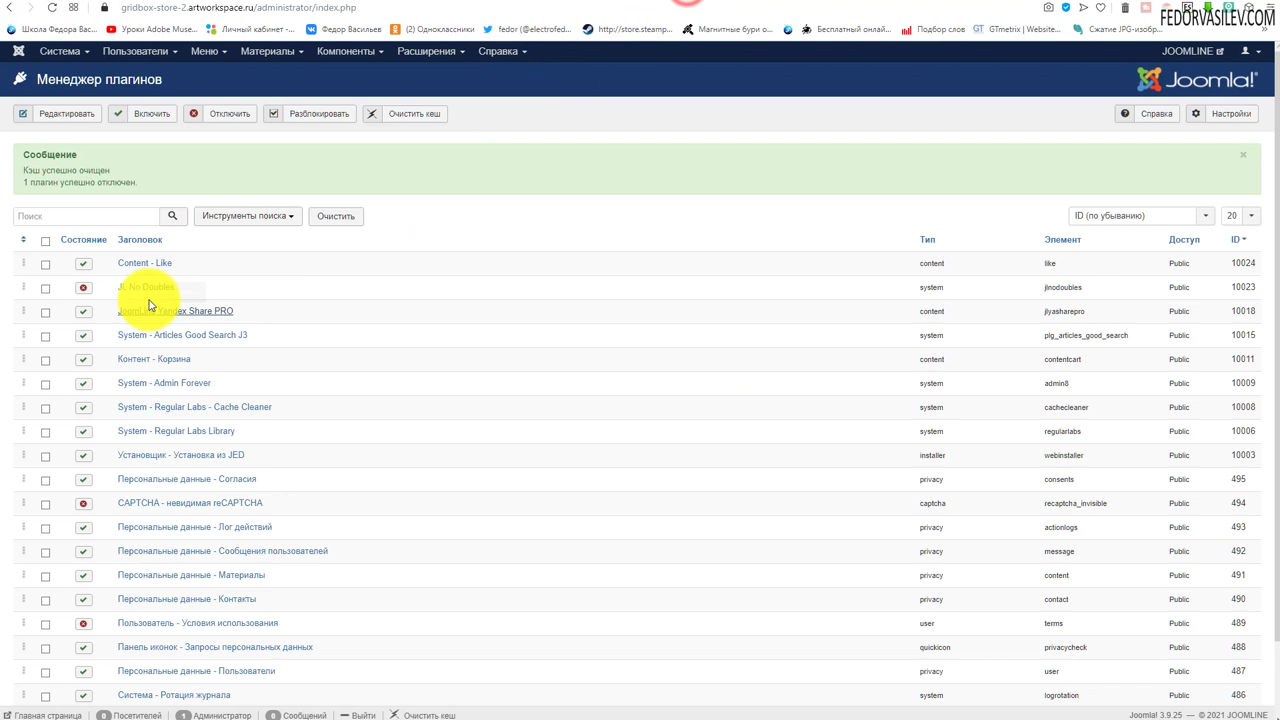 gridbox-store-2.artworkspace.ru/administrator/index.php
FEDORVASILEV.COM
Школа Федора Вас...
Уроки Adobe Muse...
Личный кабинет -...
Федор Васильев
(2) Одноклассники
fedor (@electrofed...
http://store.steamp...
Магнитные бури о...
Бесплатный онлай...
Подбор слов
GTmetrix | Website...
Сжатие JPG-изобр...
Система Пользователи Меню Материалы Компоненты Расширения Справка JOOMLINE
Менеджер плагинов
Joomla!
Редактировать Включить Отключить Разблокировать Очистить кеш Справка Настройки
Сообщение
Кэш успешно очищен
1 плагин успешно отключен.
Поиск Инструменты поиска Очистить ID (по убыванию) 20
Состояние Заголовок Тип Элемент Доступ ID
Content - Like content like Public 10024
JL No Doubles system jlnodoubles Public 10023
Yandex Share PRO content jlyasharepro Public 10018
System - Articles Good Search J3 system plg_articles_good_search Public 10015
Контент - Корзина content contentcart Public 10011
System - Admin Forever system admin8 Public 10009
System - Regular Labs - Cache Cleaner system cachecleaner Public 10008
System - Regular Labs Library system regularlabs Public 10006
Установщик - Установка из JED installer webinstaller Public 10003
Персональные данные - Согласия privacy consents Public 495
CAPTCHA - невидимая reCAPTCHA captcha recaptcha_invisible Public 494
Персональные данные - Лог действий privacy actionlogs Public 493
Персональные данные - Сообщения пользователей privacy message Public 492
Персональные данные - Материалы privacy content Public 491
Персональные данные - Контакты privacy contact Public 490
Пользователь - Условия использования user terms Public 489
Панель иконок - Запросы персональных данных quickicon privacycheck Public 488
Персональные данные - Пользователи privacy user Public 487
Система - Ротация журнала system logrotation Public 486
Главная страница 0 Посетителей 1 Администратор 0 Сообщений Выйти Очистить кеш Joomla! 3.9.25 — © 2021 JOOMLINE